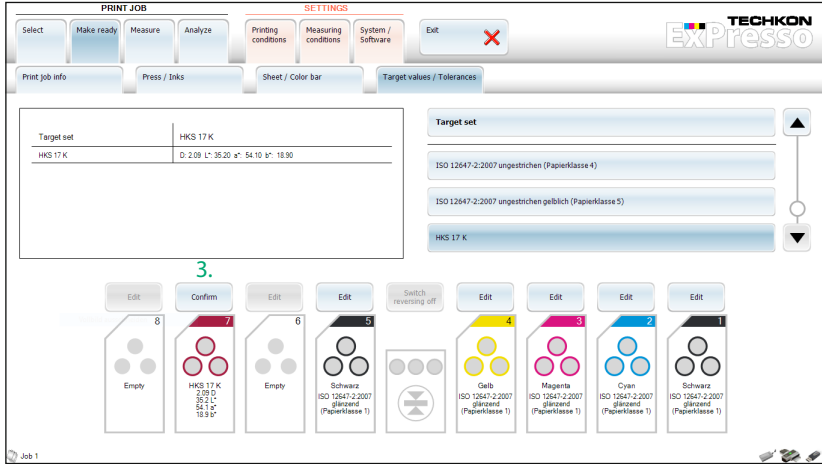 PRINT JOB
SETTINGS
Select
Make ready
Measure
Analyze
Printing
conditions
Measuring
conditions
System /
Software
Exit
TECHKON
ExPresso
Print job info
Press / Inks
Sheet / Color bar
Target values / Tolerances
Target set
HKS 17 K
HKS 17 K
D: 2.09 L*: 35.20 a*: 54.10 b*: 18.90
Target set
ISO 12647-2:2007 ungestrichen (Papierklasse 4)
ISO 12647-2:2007 ungestrichen gelblich (Papierklasse 5)
HKS 17 K
3.
Edit
Confirm
Edit
Edit
Switch
reversing off
Edit
Edit
Edit
Edit
8
Empty
7
HKS 17 K
2.09 D
35.2 L*
54.1 a*
18.9 b*
6
Empty
5
Schwarz
ISO 12647-2:2007
glänzend
(Papierklasse 1)
4
Gelb
ISO 12647-2:2007
glänzend
(Papierklasse 1)
3
Magenta
ISO 12647-2:2007
glänzend
(Papierklasse 1)
2
Cyan
ISO 12647-2:2007
glänzend
(Papierklasse 1)
1
Schwarz
ISO 12647-2:2007
glänzend
(Papierklasse 1)
Job 1